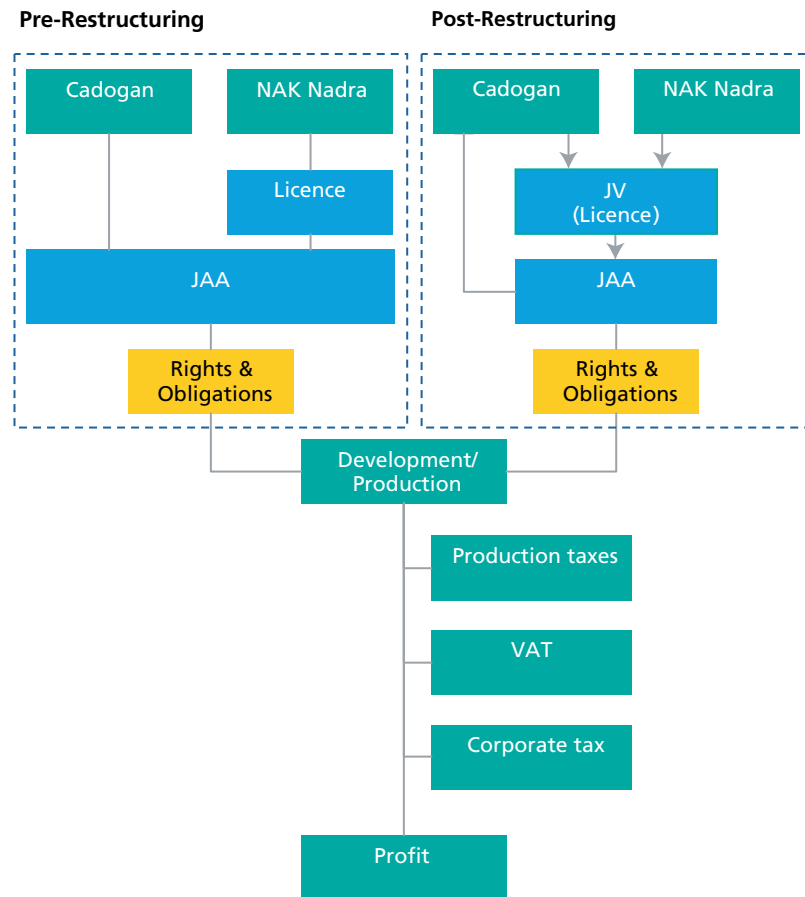 Pre-Restructuring
Cadogan
NAK Nadra
Licence
JAA
Rights &
Obligations
Post-Restructuring
Cadogan
NAK Nadra
JV
(Licence)
JAA
Rights &
Obligations
Development/
Production
Production taxes
VAT
Corporate tax
Profit